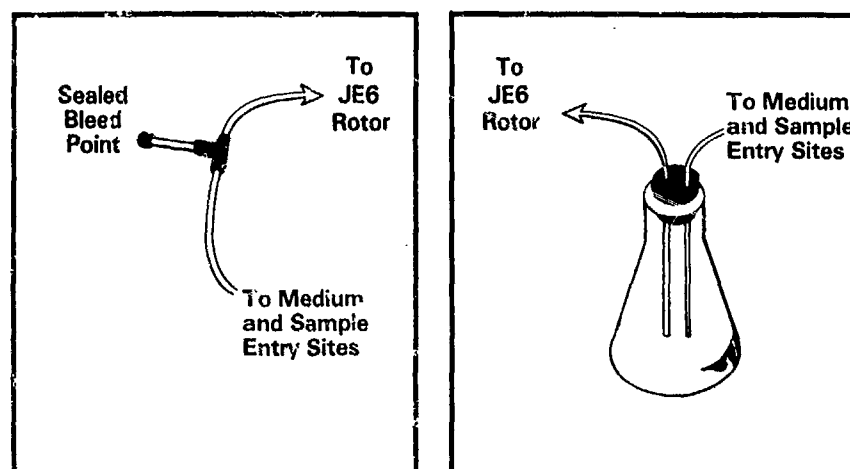 Sealed
Bleed
Point
To
JE6
Rotor
To Medium
and Sample
Entry Sites
To
JE6
Rotor
To Medium
and Sample
Entry Sites